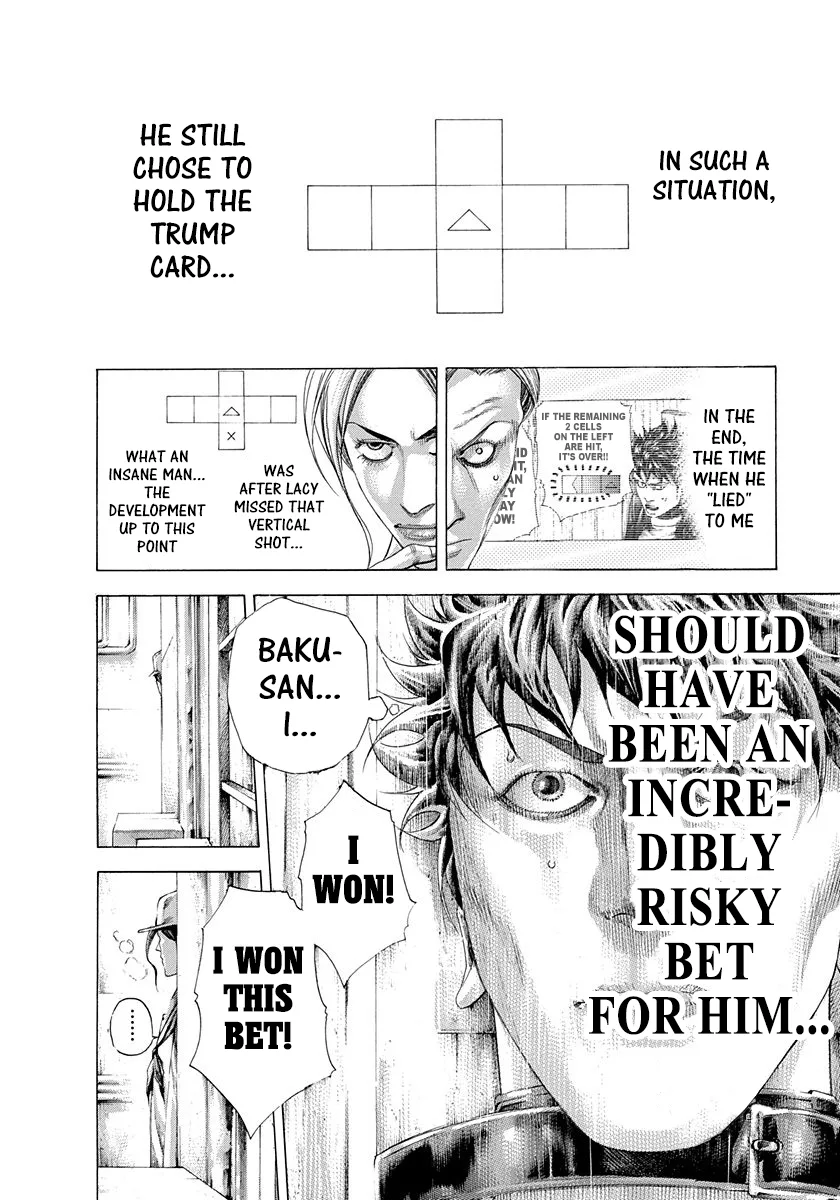 IN SUCH A
SITUATION,
HE STILL
CHOSE TO
HOLD THE
TRUMP
CARD...
IN THE
END,
THE TIME
WHEN HE
"LIED"
TO ME
IF THE REMAINING
2 CELLS
ON THE LEFT
ARE HIT,
IT'S OVER!!
WAS
AFTER LACY
MISSED THAT
VERTICAL
SHOT...
WHAT AN
INSANE MAN...
THE
DEVELOPMENT
UP TO THIS
POINT
SHOULD
HAVE
BEEN AN
INCRE-
DIBLY
RISKY
BET
FOR HIM...
BAKU-
SAN...
I...
I
WON!
I WON
THIS
BET!
......